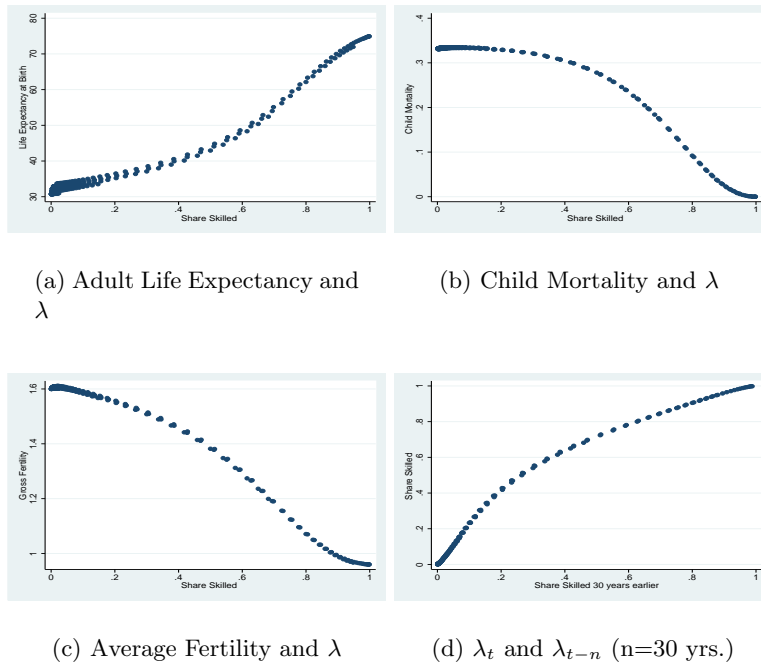 Life Expectancy at Birth
80
70
60
50
40
30
0 .2 .4 .6 .8 1
Share Skilled
Child Mortality
.4
.3
.2
.1
0
0 .2 .4 .6 .8 1
Share Skilled
(a) Adult Life Expectancy and
λ
(b) Child Mortality and λ
Gross Fertility
1.6
1.4
1.2
1
0 .2 .4 .6 .8 1
Share Skilled
Share Skilled
1
.8
.6
.4
.2
0
0 .2 .4 .6 .8 1
Share Skilled 30 years earlier
(c) Average Fertility and λ
(d) λt and λt−n (n=30 yrs.)